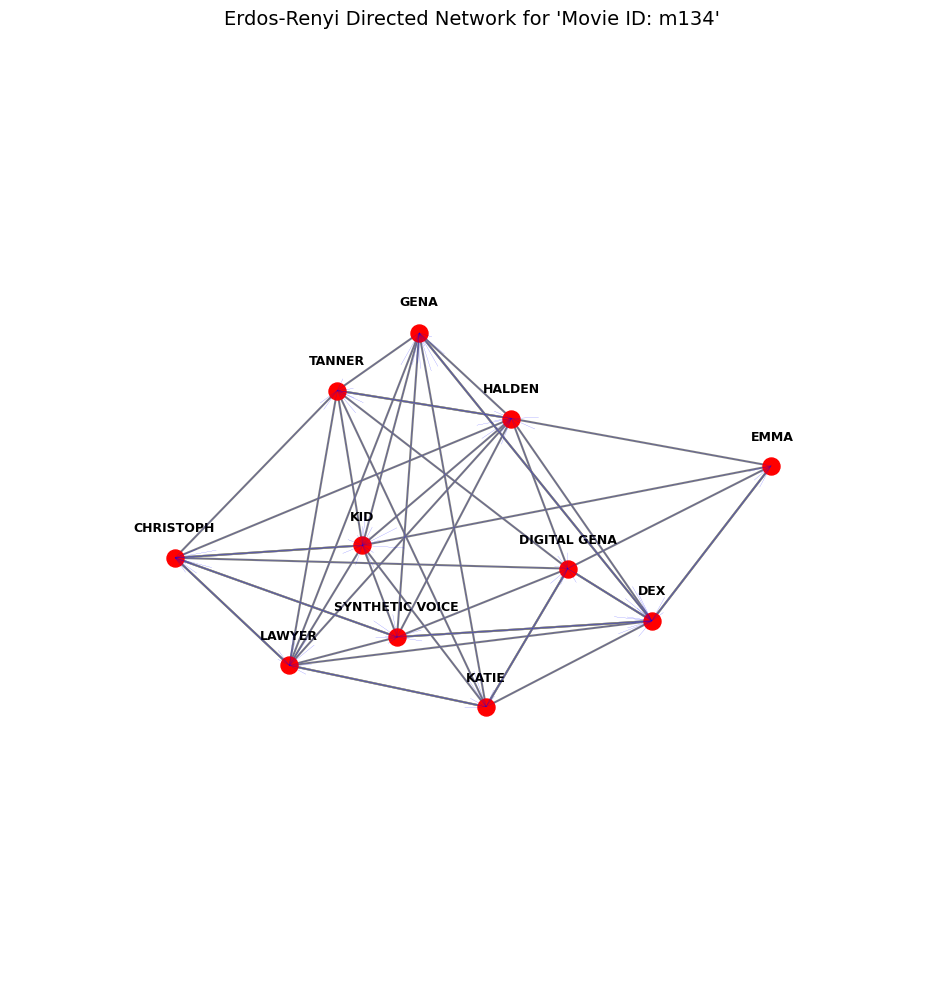 Erdos-Renyi Directed Network for 'Movie ID: m134'
GENA
TANNER
HALDEN
EMMA
KID
CHRISTOPH
DIGITAL GENA
DEX
SYNTHETIC VOICE
LAWYER
KATIE